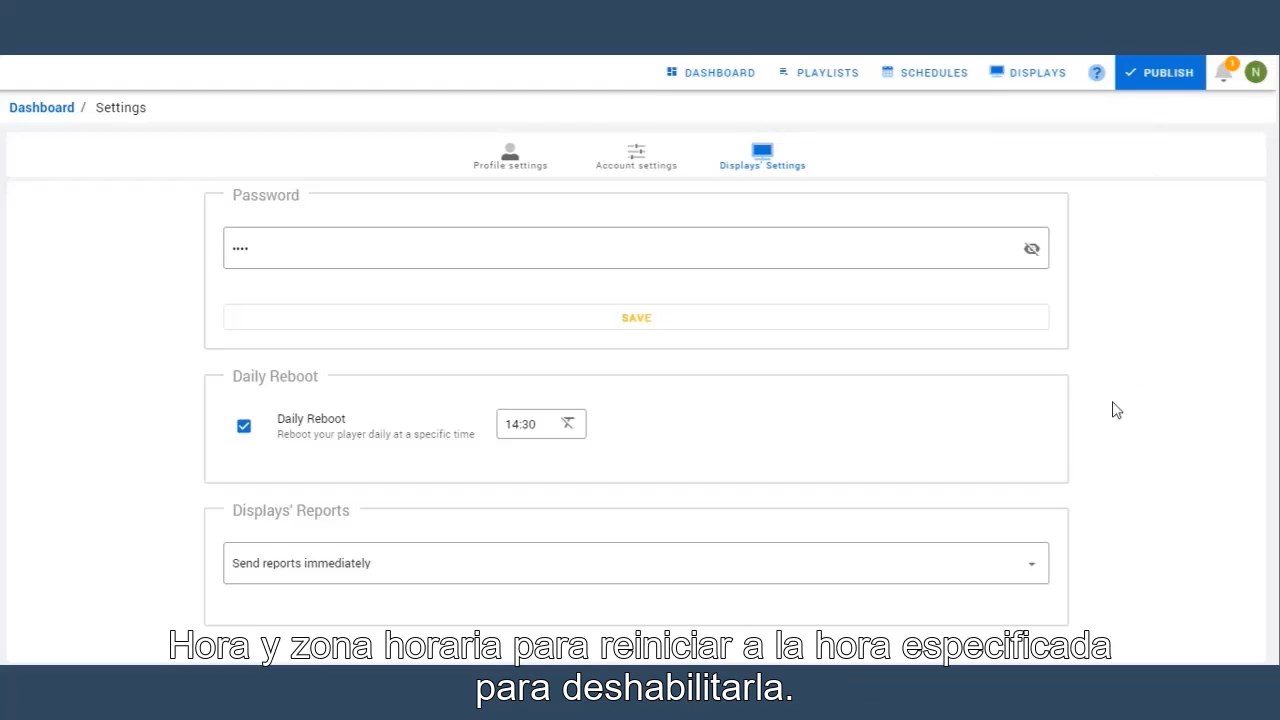 DASHBOARD PLAYLISTS SCHEDULES DISPLAYS ? PUBLISH 1 N
Dashboard / Settings
Profile settings Account settings Displays' Settings
Password
••••
SAVE
Daily Reboot
Daily Reboot
Reboot your player daily at a specific time
14:30
Displays' Reports
Send reports immediately
Hora y zona horaria para reiniciar a la hora especificada
para deshabilitarla.